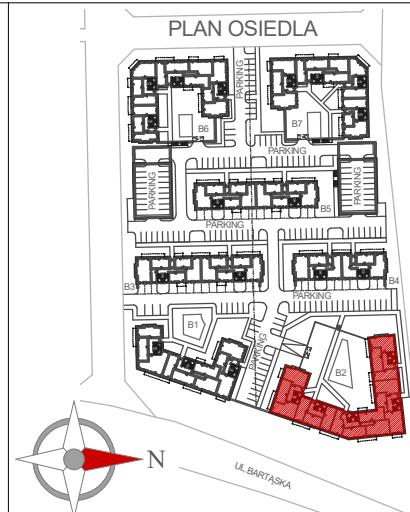 PLAN OSIEDLA
PARKING
B6
B7
PARKING
PARKING
PARKING
B5
PARKING
B3
B4
PARKING
B1
PARKING
B2
N
UL.BARTĄSKA